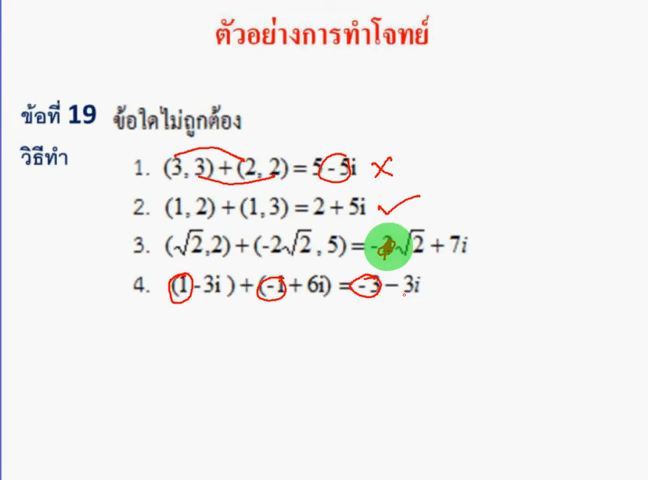 ตัวอย่างการทำโจทย์
ข้อที่ 19 ข้อใดไม่ถูกต้อง
วิธีทำ
1. (3, 3) + (2, 2) = 5 - 5i
2. (1, 2) + (1, 3) = 2 + 5i
3. (√2,2) + (-2√2 , 5) = √2 + 7i
4. (1 - 3i ) + (-1 + 6i) = -3 - 3i